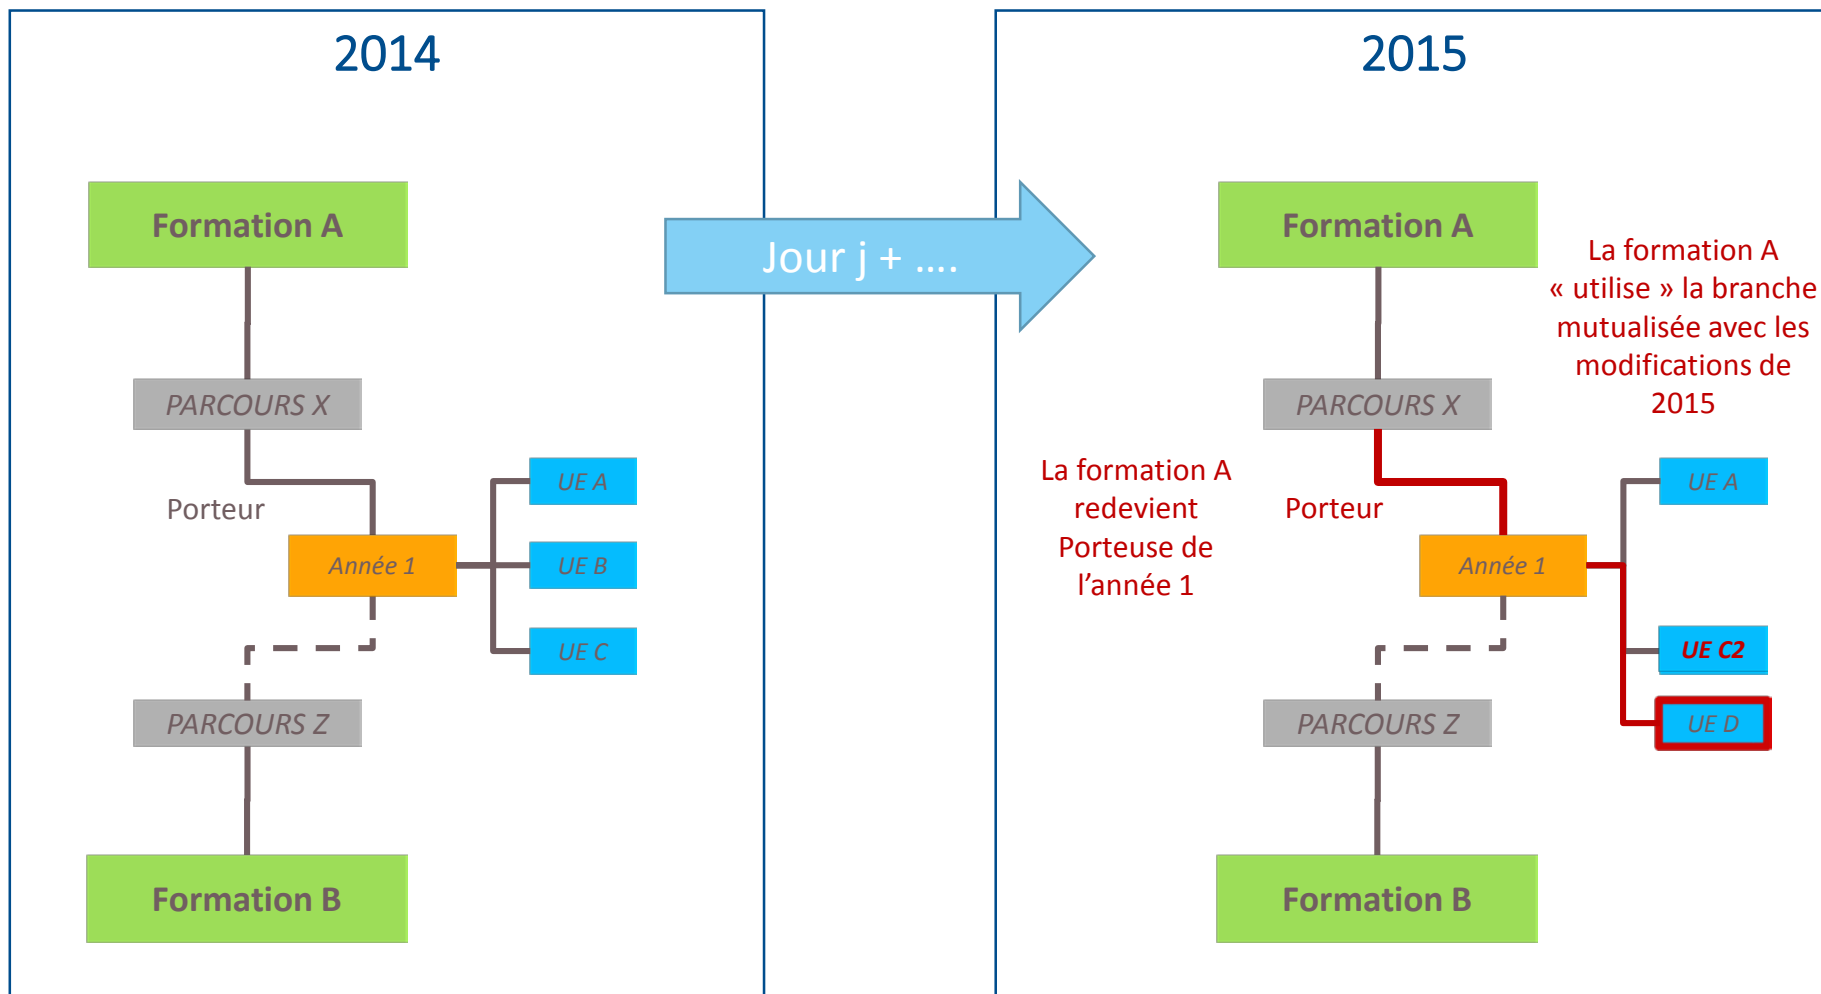 2014
Formation A
PARCOURS X
Porteur
Année 1
UE A
UE B
UE C
PARCOURS Z
Formation B
Jour j + ....
2015
Formation A
La formation A
« utilise » la branche
mutualisée avec les
modifications de
2015
PARCOURS X
La formation A
redevient
Porteuse de
l’année 1
Porteur
Année 1
UE A
UE C2
UE D
PARCOURS Z
Formation B